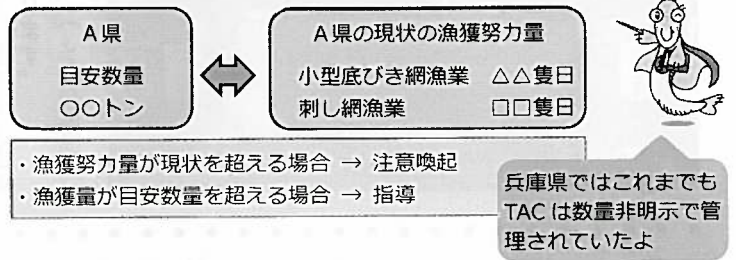 A県
目安数量
○○トン
A県の現状の漁獲努力量
小型底びき網漁業 △△隻日
刺し網漁業 □□隻日
・漁獲努力量が現状を超える場合 → 注意喚起
・漁獲量が目安数量を超える場合 → 指導
兵庫県ではこれまでも
TACは数量非明示で管
理されていたよ